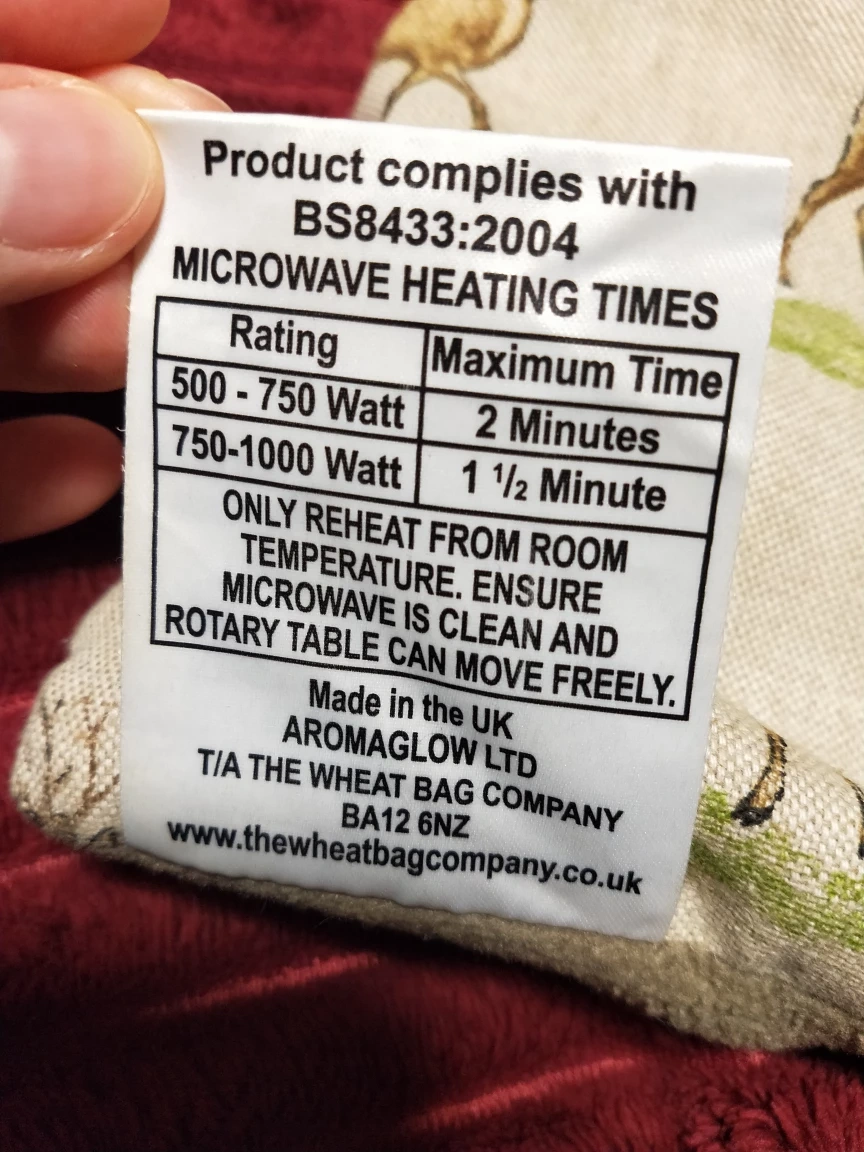 Product complies with
BS8433:2004
MICROWAVE HEATING TIMES
Rating Maximum Time
500 - 750 Watt 2 Minutes
750-1000 Watt 1 1/2 Minute
ONLY REHEAT FROM ROOM
TEMPERATURE. ENSURE
MICROWAVE IS CLEAN AND
ROTARY TABLE CAN MOVE FREELY.
Made in the UK
AROMAGLOW LTD
T/A THE WHEAT BAG COMPANY
BA12 6NZ
www.thewheatbagcompany.co.uk